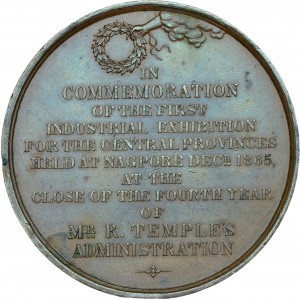 IN
COMMEMORATION
OF THE FIRST
INDUSTRIAL EXHIBITION
FOR THE CENTRAL PROVINCES
HELD AT NAGPORE DECR. 1865,
AT THE
CLOSE OF THE FOURTH YEAR
OF
MR. R. TEMPLE'S
ADMINISTRATION